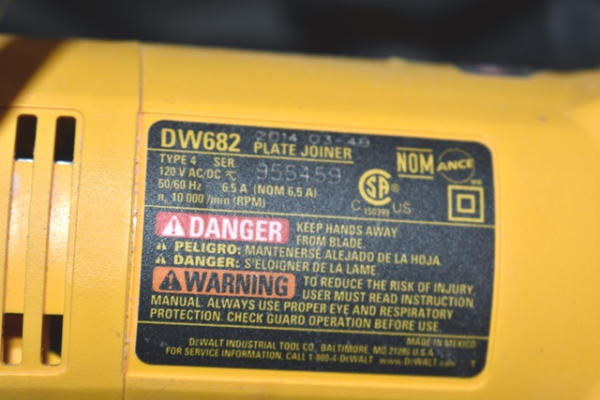 DW682 2014 03-48
PLATE JOINER
TYPE 4 SER. 955459
120 V AC/DC
50/60 Hz 6.5 A (NOM 6,5 A)
n. 10 000 /min (RPM)
NOM ANCE
C US
150399
DANGER KEEP HANDS AWAY
FROM BLADE.
PELIGRO: MANTENERSE ALEJADO DE LA HOJA.
DANGER: S'ELOIGNER DE LA LAME.
WARNING TO REDUCE THE RISK OF INJURY,
USER MUST READ INSTRUCTION
MANUAL. ALWAYS USE PROPER EYE AND RESPIRATORY
PROTECTION. CHECK GUARD OPERATION BEFORE USE.
MADE IN MEXICO
DEWALT INDUSTRIAL TOOL CO., BALTIMORE, MD 21286 U.S.A.
FOR SERVICE INFORMATION, CALL 1-800-4-DEWALT www.DEWALT.com